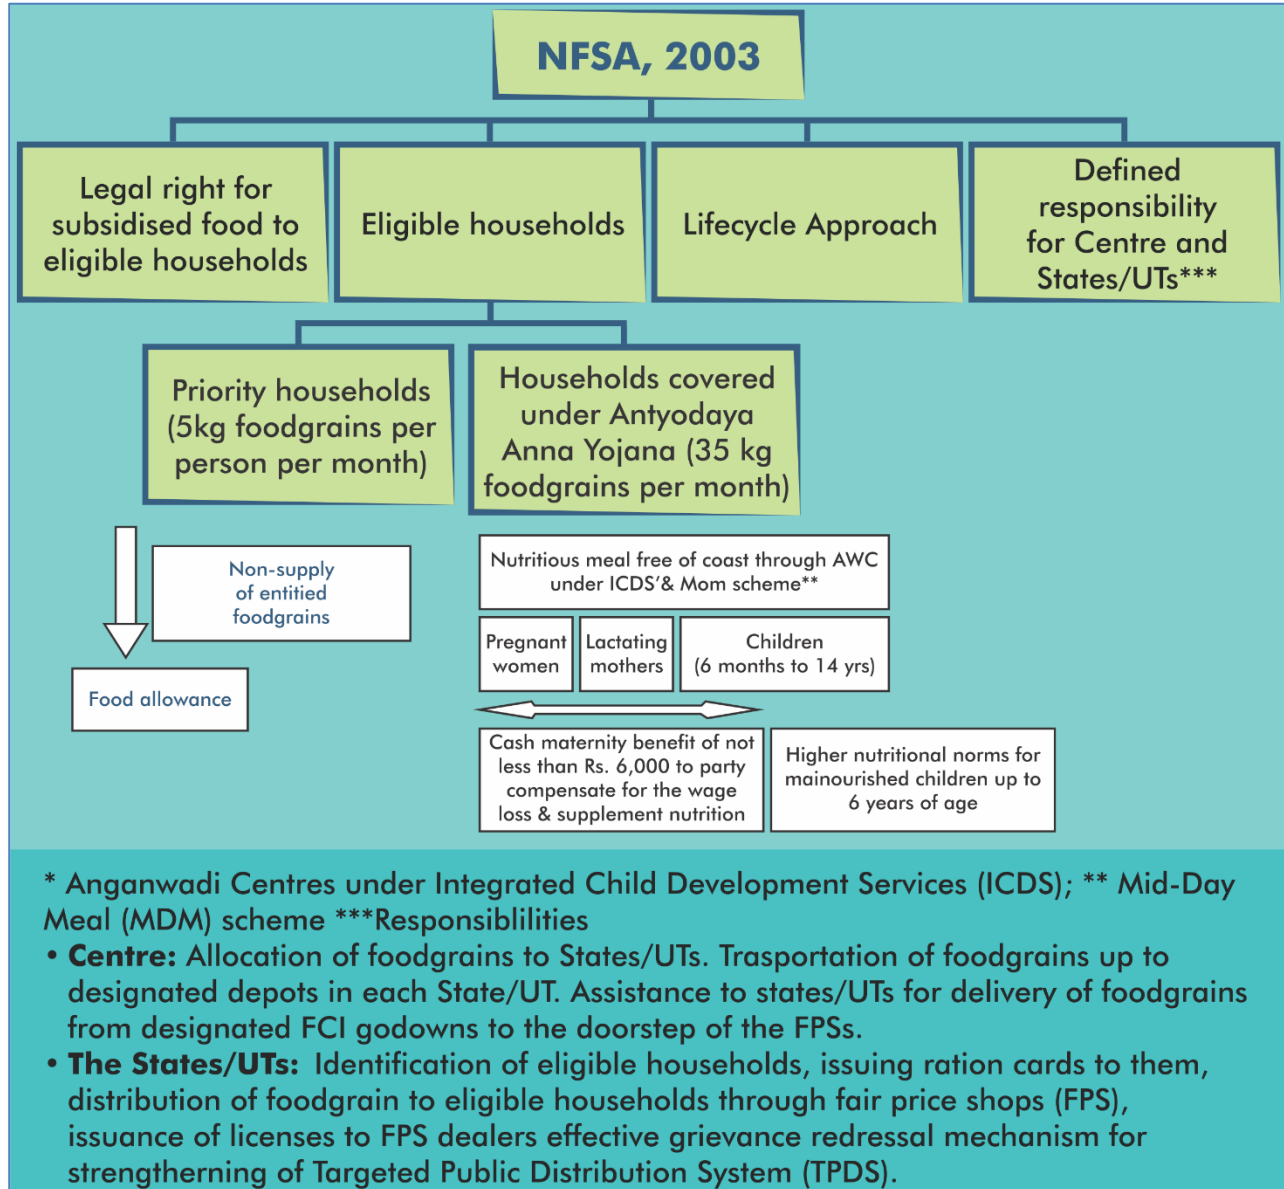 NFSA, 2003
Legal right for
subsidised food to
eligible households
Eligible households
Lifecycle Approach
Defined
responsibility
for Centre and
States/UTs***
Priority households
(5kg foodgrains per
person per month)
Households covered
under Antyodaya
Anna Yojana (35 kg
foodgrains per month)
Non-supply
of entitied
foodgrains
Food allowance
Nutritious meal free of coast through AWC
under ICDS'& Mom scheme**
Pregnant
women
Lactating
mothers
Children
(6 months to 14 yrs)
Cash maternity benefit of not
less than Rs. 6,000 to party
compensate for the wage
loss & supplement nutrition
Higher nutritional norms for
mainourished children up to
6 years of age
* Anganwadi Centres under Integrated Child Development Services (ICDS); ** Mid-Day
Meal (MDM) scheme ***Responsiblilities
• Centre: Allocation of foodgrains to States/UTs. Trasportation of foodgrains up to
designated depots in each State/UT. Assistance to states/UTs for delivery of foodgrains
from designated FCI godowns to the doorstep of the FPSs.
• The States/UTs: Identification of eligible households, issuing ration cards to them,
distribution of foodgrain to eligible households through fair price shops (FPS),
issuance of licenses to FPS dealers effective grievance redressal mechanism for
strengtherning of Targeted Public Distribution System (TPDS).